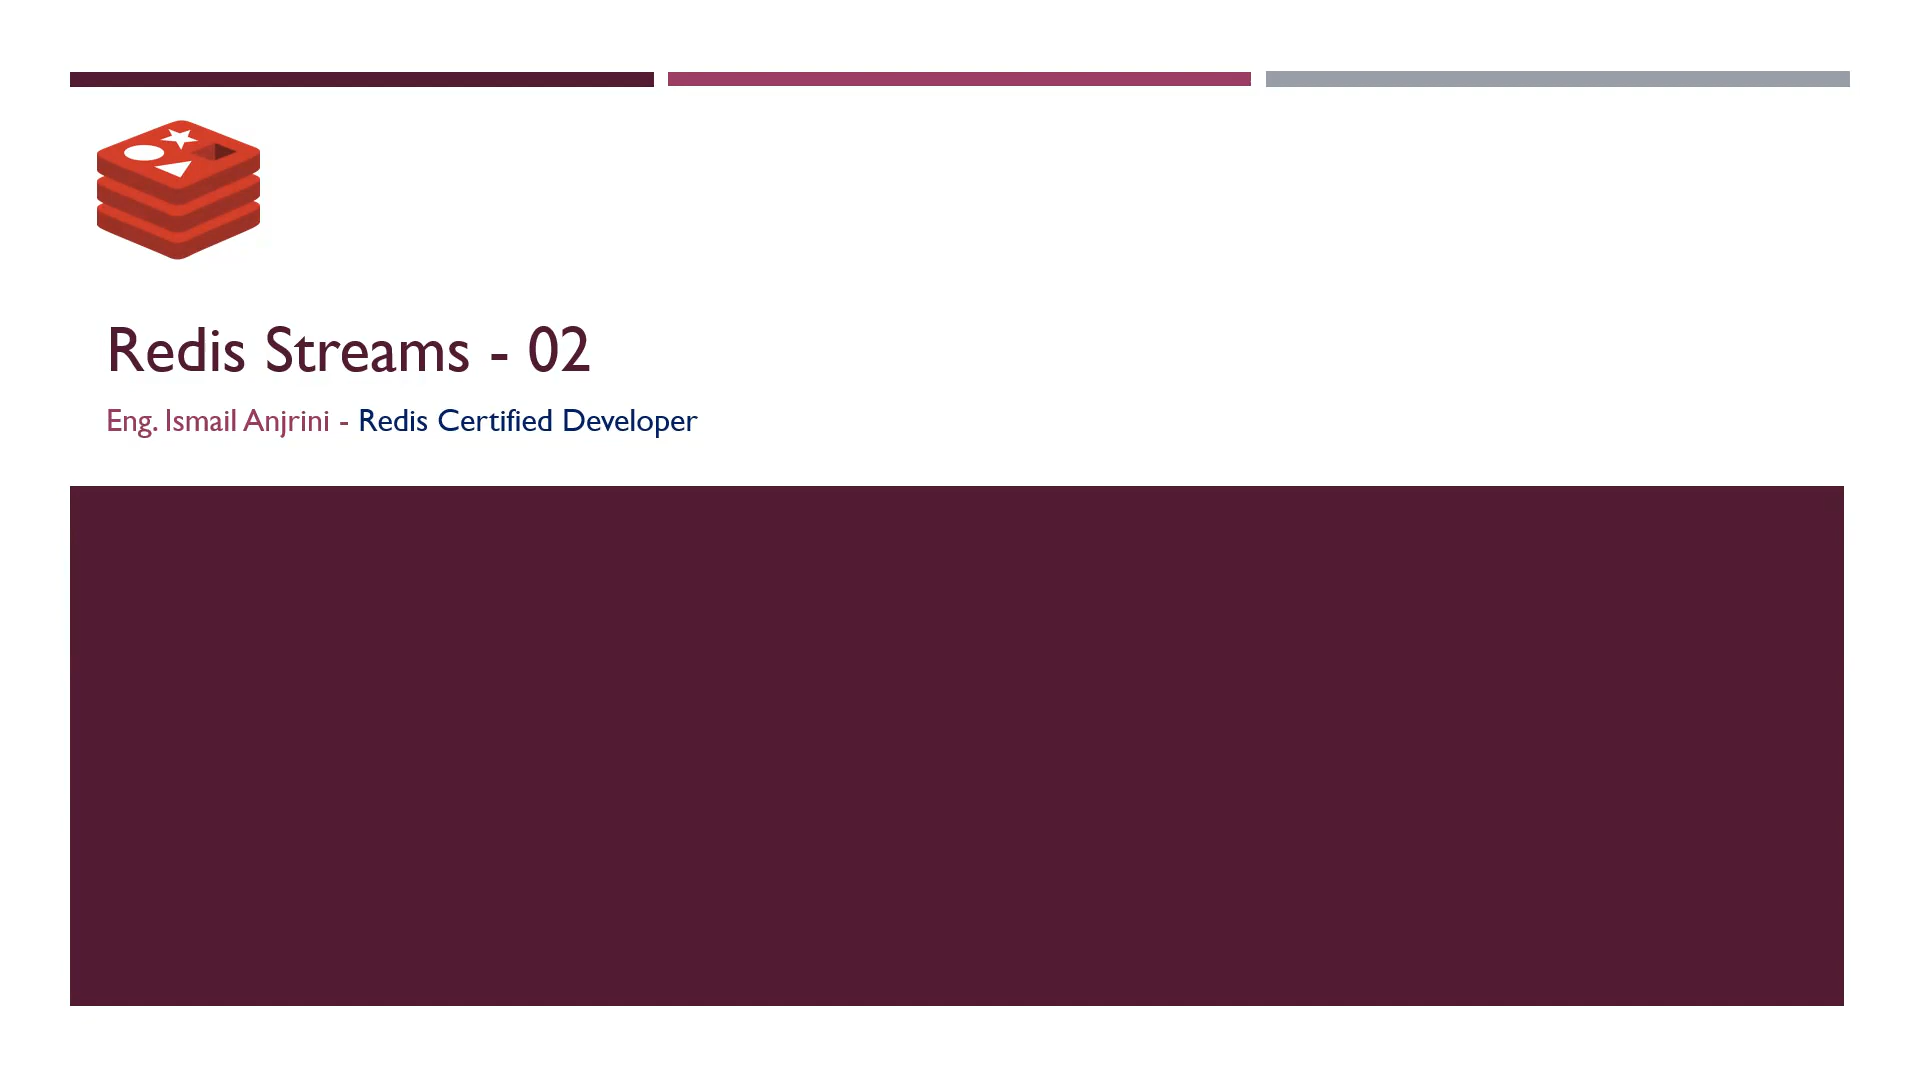 Redis Streams - 02
Eng. Ismail Anjrini - Redis Certified Developer